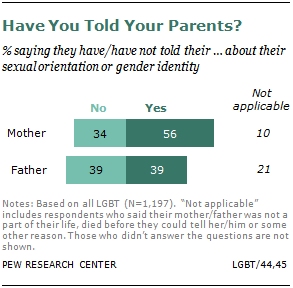 Have You Told Your Parents?
% saying they have/have not told their ... about their
sexual orientation or gender identity
No Yes Not
applicable
Mother 34 56 10
Father 39 39 21
Notes: Based on all LGBT (N=1,197). "Not applicable"
includes respondents who said their mother/father was not a
part of their life, died before they could tell her/him or some
other reason. Those who didn't answer the questions are not
shown.
PEW RESEARCH CENTER LGBT/44,45